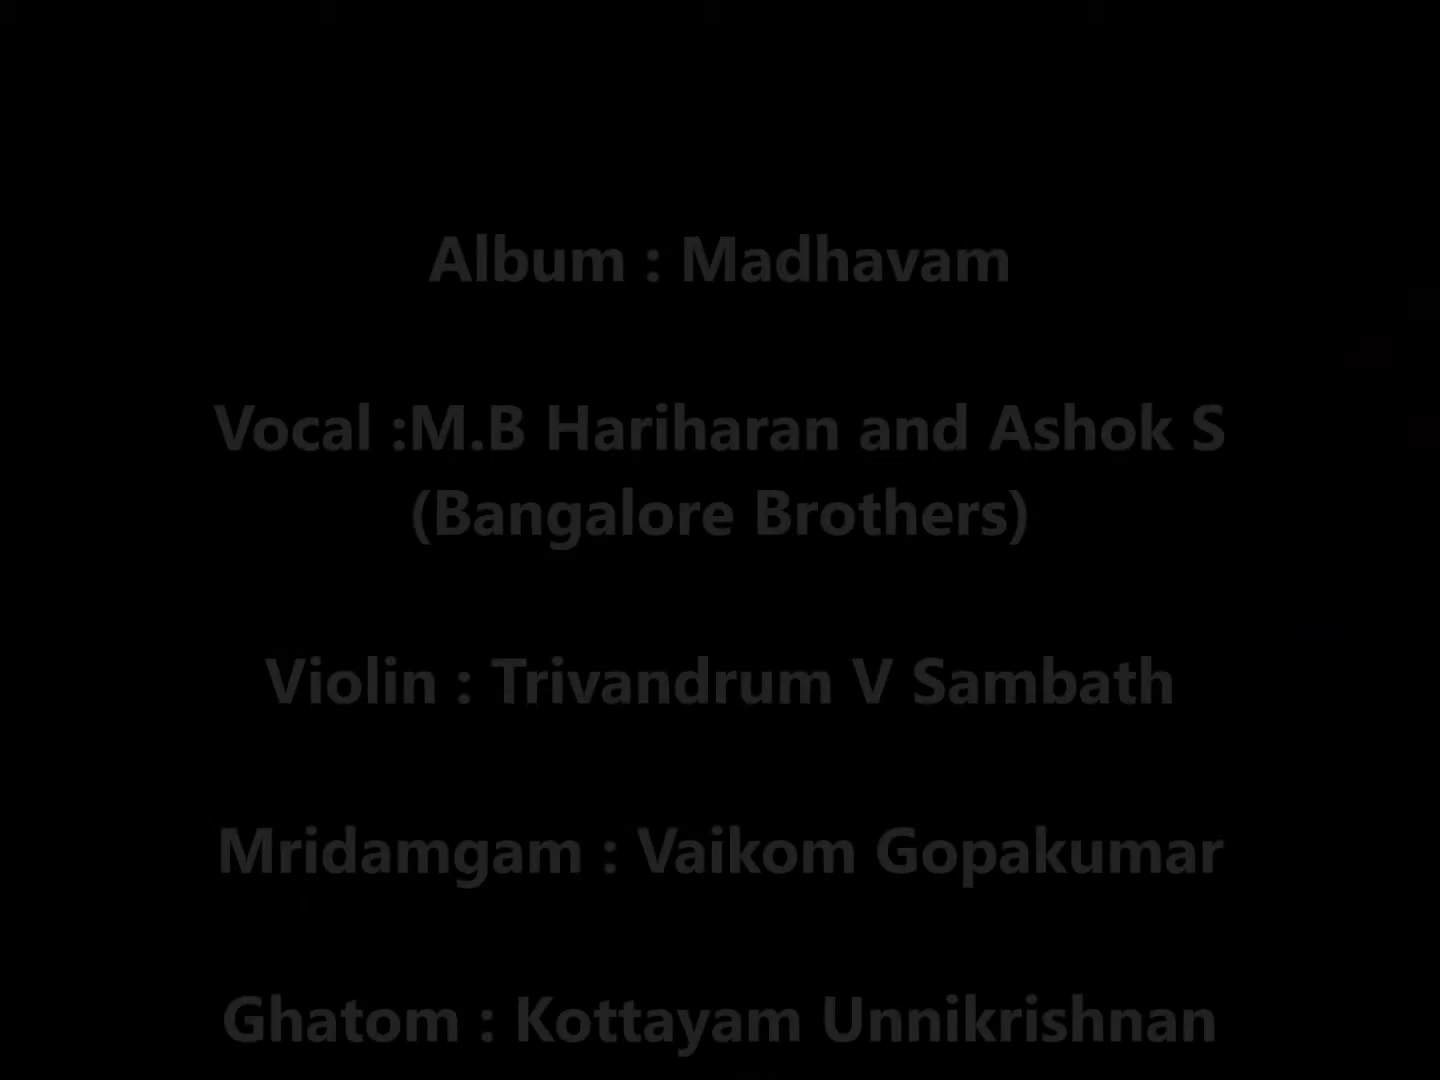 Album : Madhavam
Vocal :M.B Hariharan and Ashok S
(Bangalore Brothers)
Violin : Trivandrum V Sambath
Mridamgam : Vaikom Gopakumar
Ghatom : Kottayam Unnikrishnan